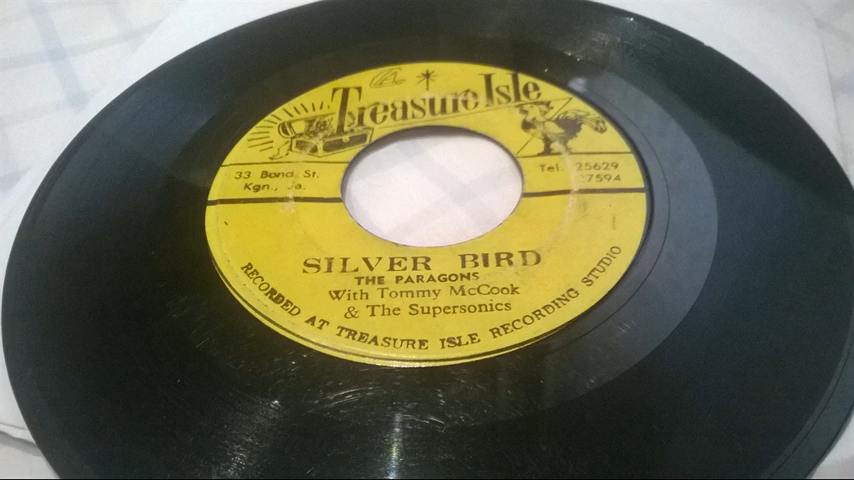 Treasure Isle
33 Bond St.
Kgn., Ja.
Tel. 25629
27594
SILVER BIRD
THE PARAGONS
With Tommy McCook
& The Supersonics
RECORDED AT TREASURE ISLE RECORDING STUDIO